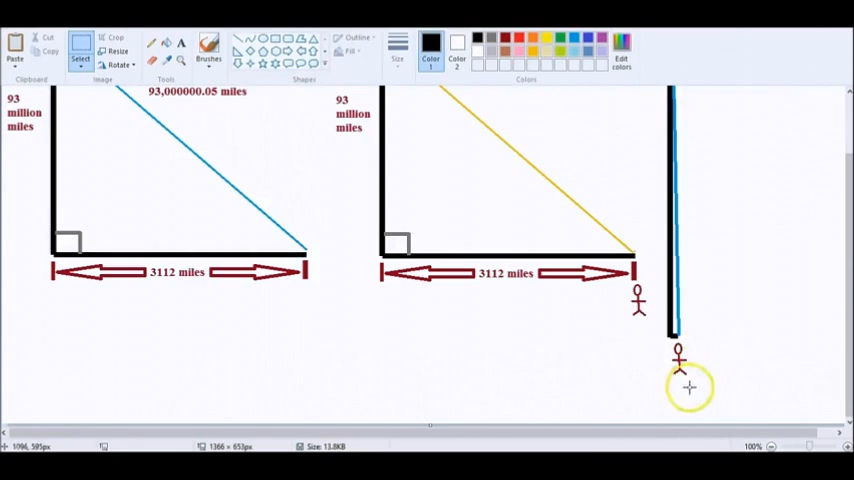 Cut
Copy
Paste
Clipboard
Crop
Resize
Rotate
Select
Image
Tools
Brushes
Shapes
Outline
Fill
Size
Color
1
Color
2
Edit
colors
Colors
93,000000.05 miles
93
million
miles
93
million
miles
3112 miles
3112 miles
1096, 595px
1366 × 653px
Size: 13.8KB
100%